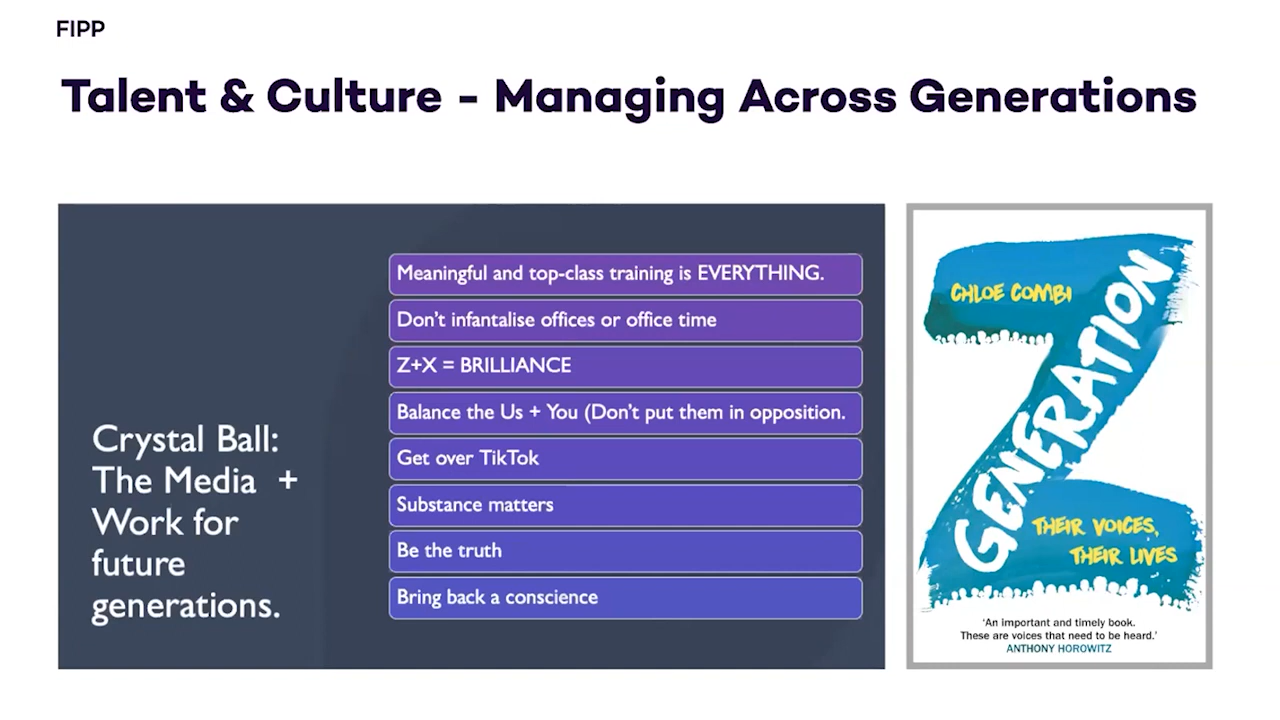 FIPP
Talent & Culture - Managing Across Generations
Crystal Ball:
The Media +
Work for
future
generations.
Meaningful and top-class training is EVERYTHING.
Don't infantalise offices or office time
Z+X = BRILLIANCE
Balance the Us + You (Don't put them in opposition.
Get over TikTok
Substance matters
Be the truth
Bring back a conscience
CHLOE COMBI
GENERATION
Z
THEIR VOICES,
THEIR LIVES
'An important and timely book.
These are voices that need to be heard.'
ANTHONY HOROWITZ